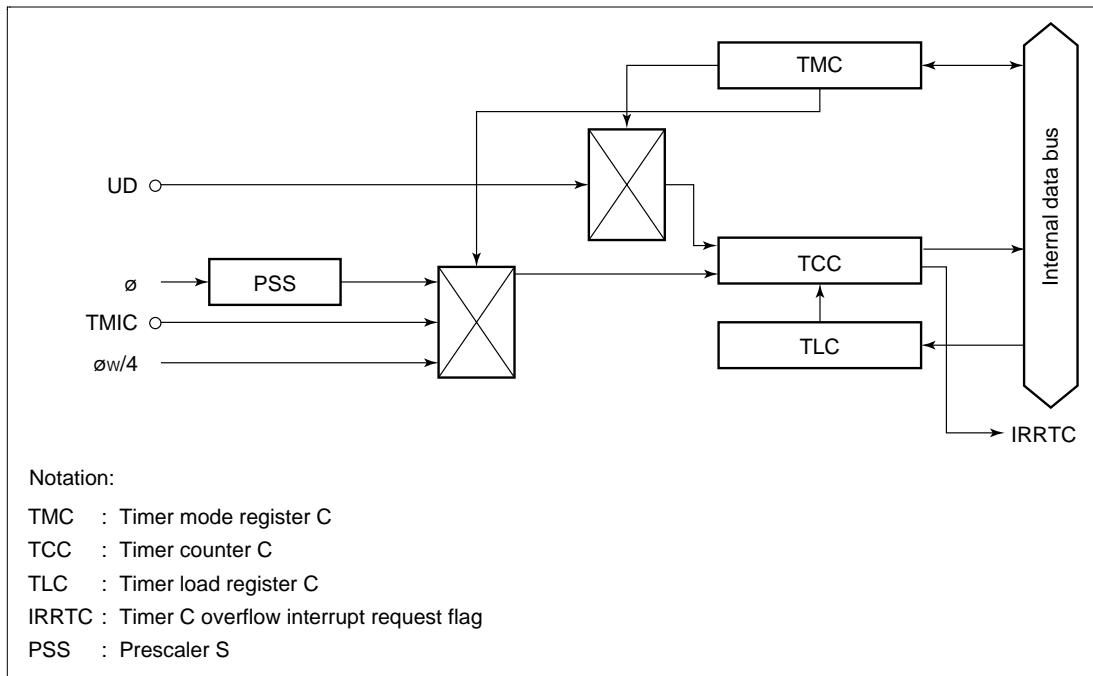 TMC
UD
TCC
ø
PSS
TMIC
TLC
øw/4
Internal data bus
IRRTC
Notation:
TMC : Timer mode register C
TCC : Timer counter C
TLC : Timer load register C
IRRTC : Timer C overflow interrupt request flag
PSS : Prescaler S